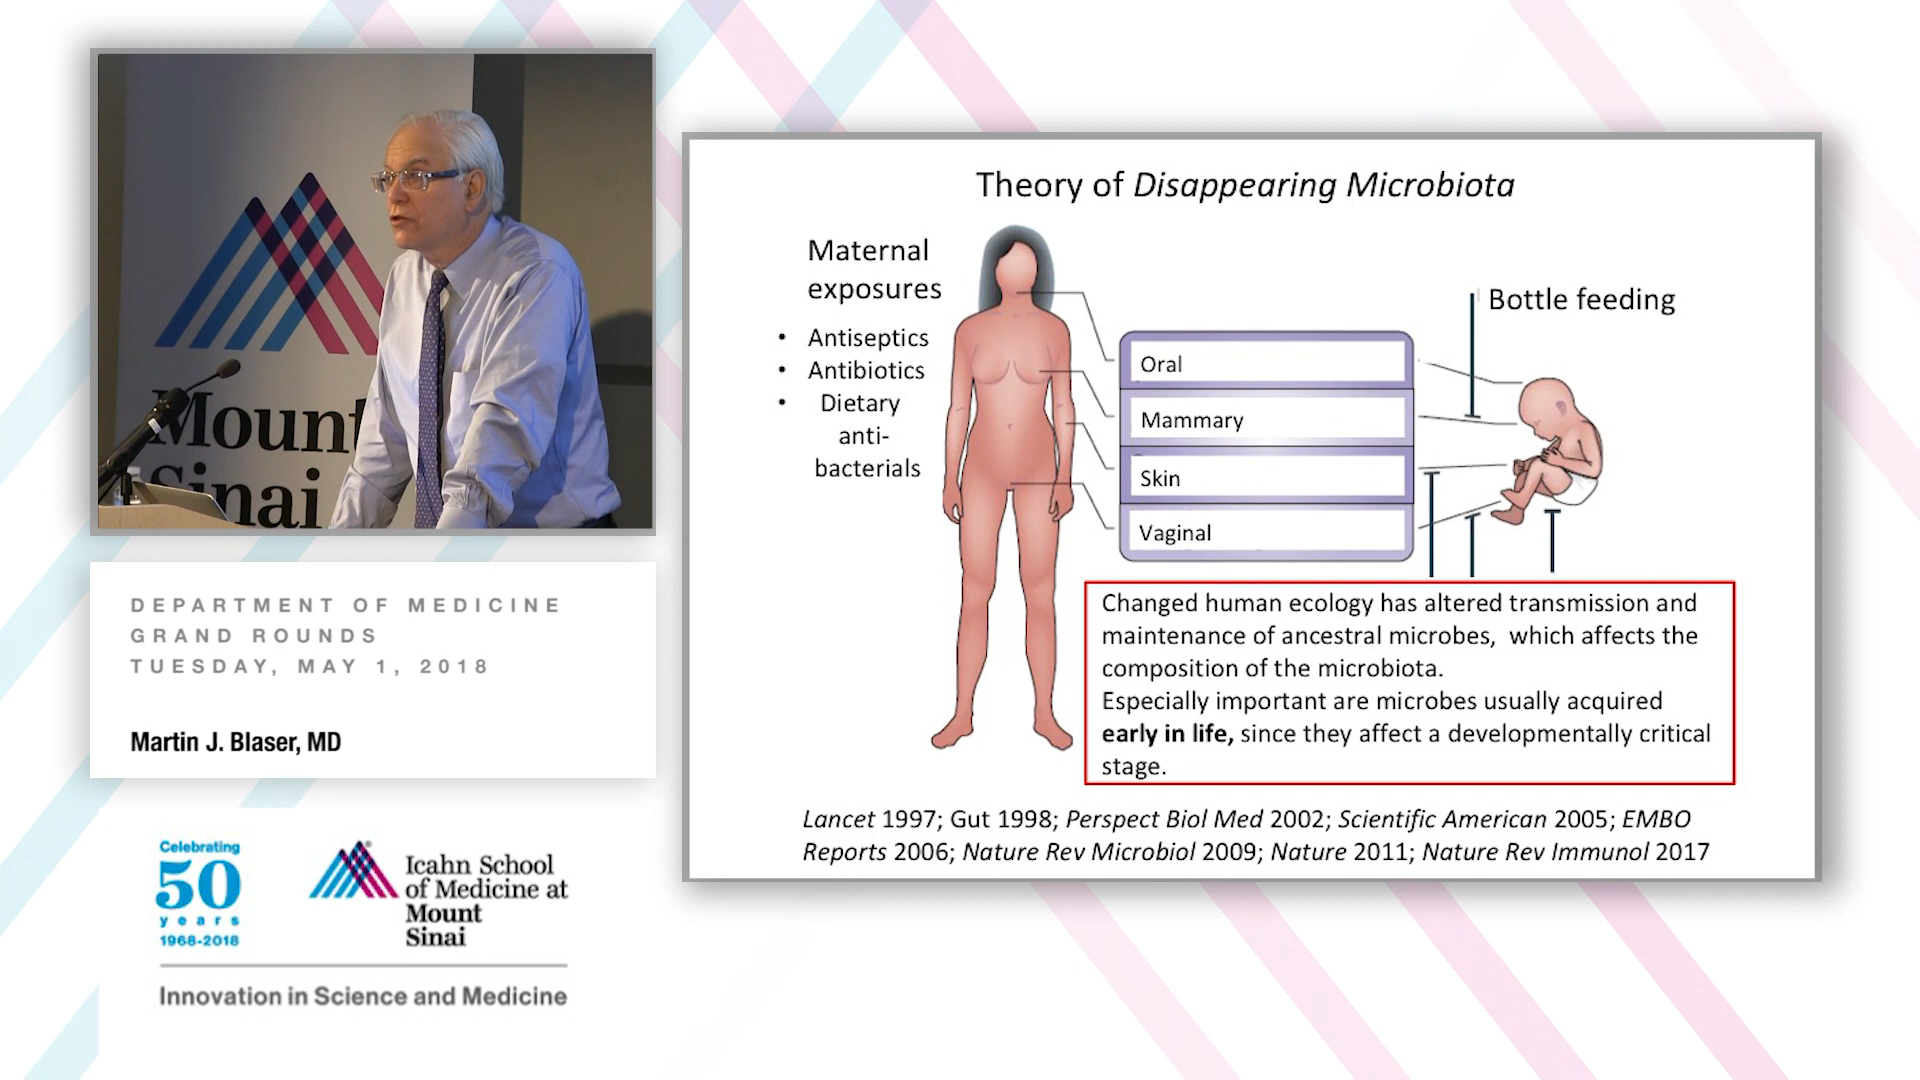 Mount
Sinai
DEPARTMENT OF MEDICINE
GRAND ROUNDS
TUESDAY, MAY 1, 2018
Martin J. Blaser, MD
Celebrating
50
years
1968-2018
Icahn School
of Medicine at
Mount
Sinai
Innovation in Science and Medicine
Theory of Disappearing Microbiota
Maternal
exposures
• Antiseptics
• Antibiotics
• Dietary
anti-
bacterials
Oral
Mammary
Skin
Vaginal
Bottle feeding
Changed human ecology has altered transmission and
maintenance of ancestral microbes, which affects the
composition of the microbiota.
Especially important are microbes usually acquired
early in life, since they affect a developmentally critical
stage.
Lancet 1997; Gut 1998; Perspect Biol Med 2002; Scientific American 2005; EMBO
Reports 2006; Nature Rev Microbiol 2009; Nature 2011; Nature Rev Immunol 2017